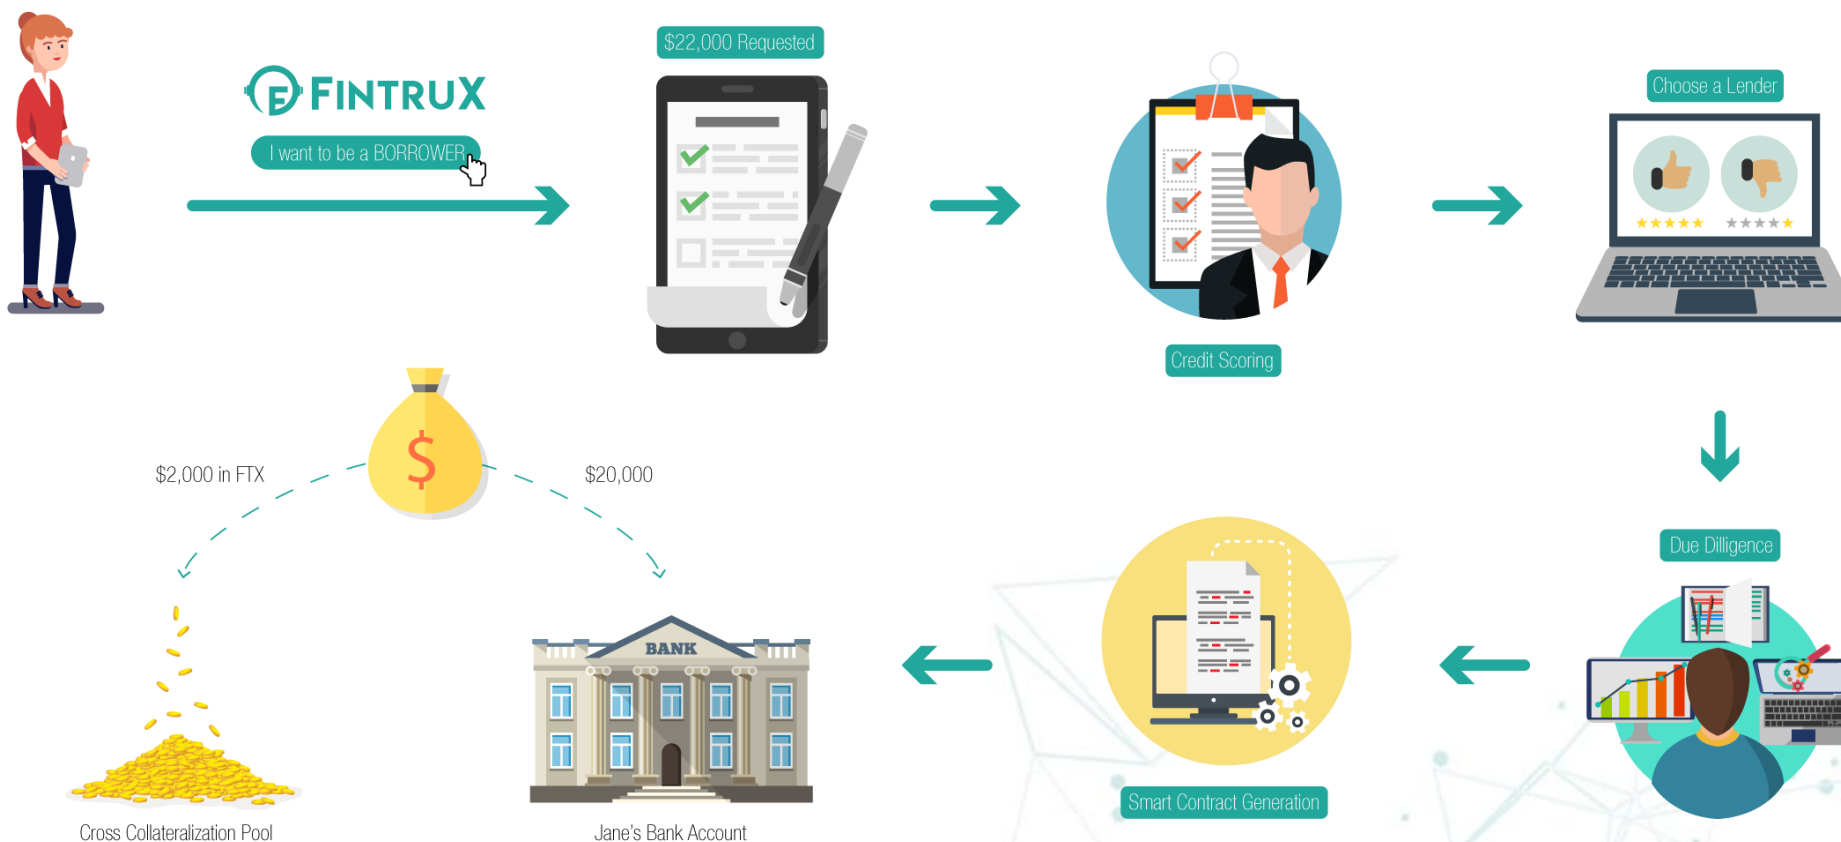 FINTRUX
I want to be a BORROWER
$22,000 Requested
Credit Scoring
Choose a Lender
Due Dilligence
Smart Contract Generation
$
$2,000 in FTX
$20,000
BANK
Cross Collateralization Pool
Jane's Bank Account